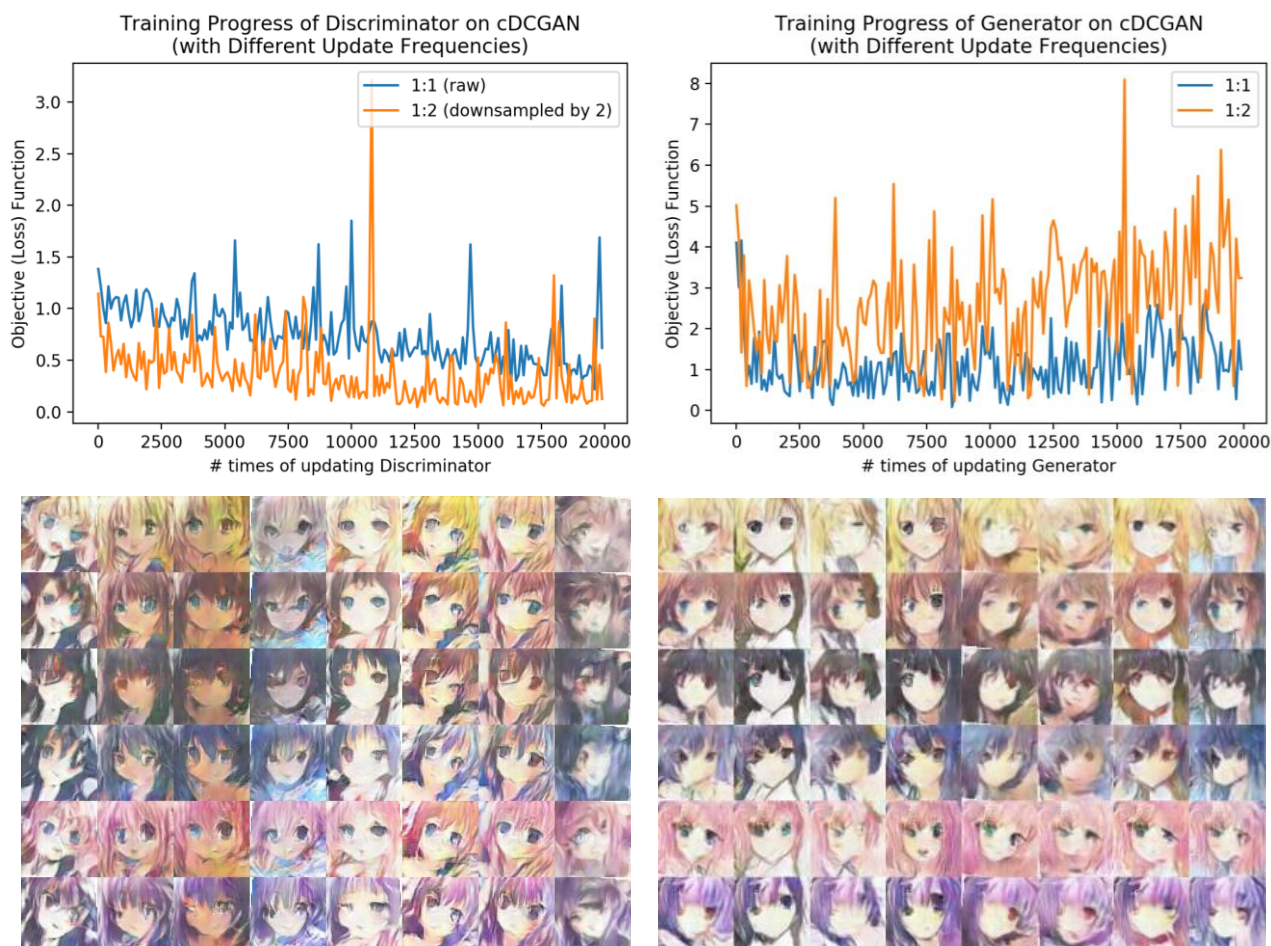 Training Progress of Discriminator on cDCGAN
(with Different Update Frequencies)
1:1 (raw)
1:2 (downsampled by 2)
3.0
2.5
2.0
1.5
1.0
0.5
0.0
Objective (Loss) Function
0 2500 5000 7500 10000 12500 15000 17500 20000
# times of updating Discriminator
Training Progress of Generator on cDCGAN
(with Different Update Frequencies)
1:1
1:2
8
7
6
5
4
3
2
1
0
Objective (Loss) Function
0 2500 5000 7500 10000 12500 15000 17500 20000
# times of updating Generator